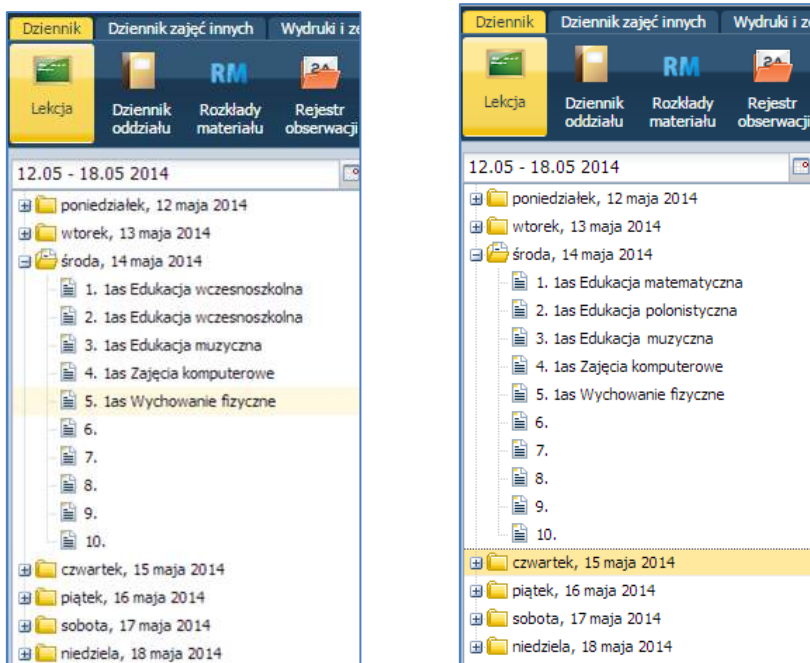 Dziennik Dziennik zajęć innych Wydruki i ze
RM 2A
Lekcja Dziennik oddziału Rozkłady materiału Rejestr obserwacji
12.05 - 18.05 2014
poniedziałek, 12 maja 2014
wtorek, 13 maja 2014
środa, 14 maja 2014
1. 1as Edukacja wczesnoszkolna
2. 1as Edukacja wczesnoszkolna
3. 1as Edukacja muzyczna
4. 1as Zajęcia komputerowe
5. 1as Wychowanie fizyczne
6.
7.
8.
9.
10.
czwartek, 15 maja 2014
piątek, 16 maja 2014
sobota, 17 maja 2014
niedziela, 18 maja 2014
Dziennik Dziennik zajęć innych Wydruki i ze
RM 2A
Lekcja Dziennik oddziału Rozkłady materiału Rejestr obserwacji
12.05 - 18.05 2014
poniedziałek, 12 maja 2014
wtorek, 13 maja 2014
środa, 14 maja 2014
1. 1as Edukacja matematyczna
2. 1as Edukacja polonistyczna
3. 1as Edukacja muzyczna
4. 1as Zajęcia komputerowe
5. 1as Wychowanie fizyczne
6.
7.
8.
9.
10.
czwartek, 15 maja 2014
piątek, 16 maja 2014
sobota, 17 maja 2014
niedziela, 18 maja 2014